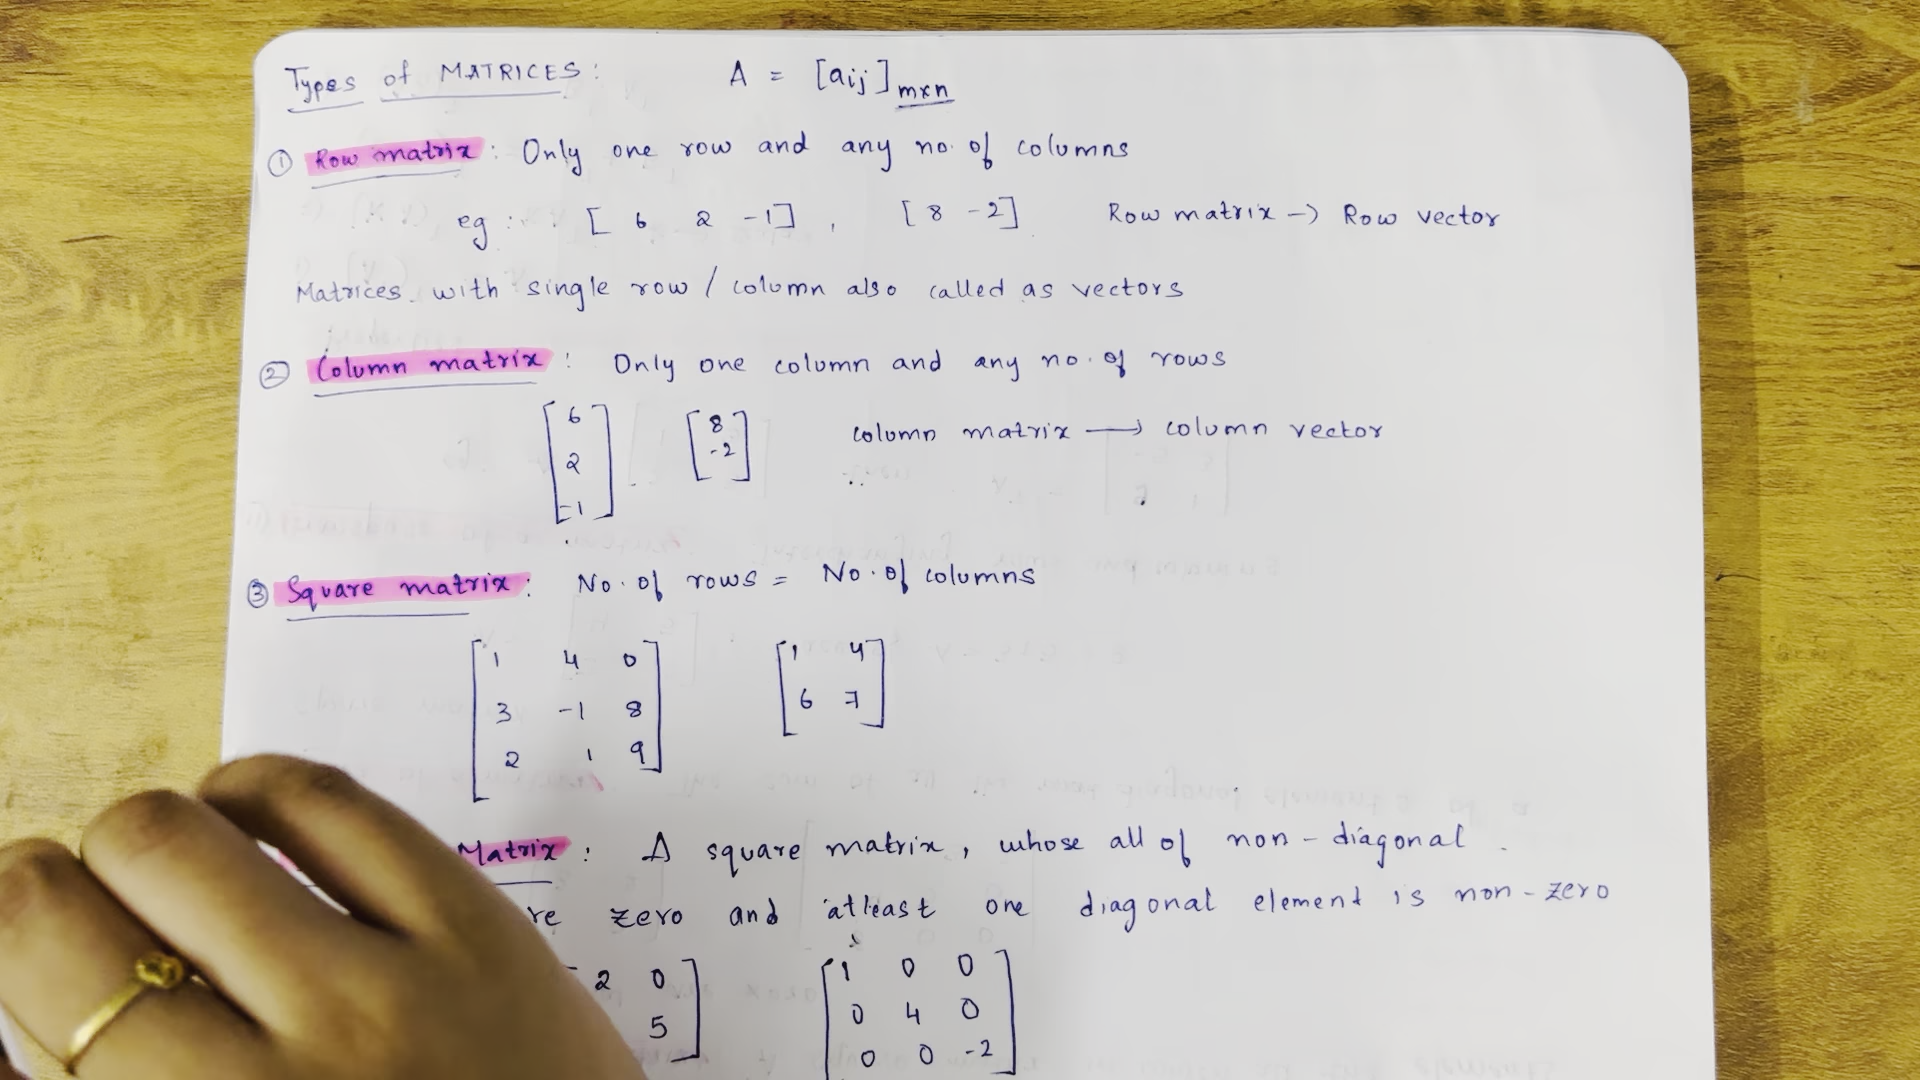 Types of MATRICES : A = [aij] mxn
① Row matrix : Only one row and any no. of columns
eg : [ 6 2 -1 ] , [ 8 -2 ] Row matrix -> Row vector
Matrices with single row / column also called as vectors
② Column matrix : Only one column and any no. of rows
[ 6 [ 8
2 -2 ] column matrix -> column vector
-1 ]
③ Square matrix : No. of rows = No. of columns
[ 1 4 0 [ 1 4
3 -1 8 6 7 ]
2 1 9 ]
Matrix : A square matrix, whose all of non-diagonal
re zero and atleast one diagonal element is non-zero
2 0 [ 1 0 0
5 ] 0 4 0
0 0 -2 ]